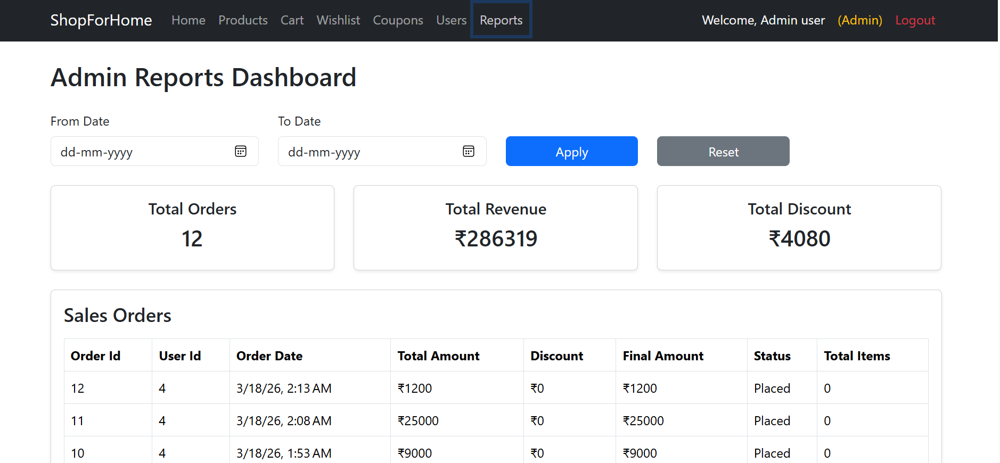 ShopForHome Home Products Cart Wishlist Coupons Users Reports Welcome, Admin user (Admin) Logout
Admin Reports Dashboard
From Date To Date
dd-mm-yyyy dd-mm-yyyy Apply Reset
Total Orders Total Revenue Total Discount
12 ₹286319 ₹4080
Sales Orders
Order Id User Id Order Date Total Amount Discount Final Amount Status Total Items
12 4 3/18/26, 2:13 AM ₹1200 ₹0 ₹1200 Placed 0
11 4 3/18/26, 2:08 AM ₹25000 ₹0 ₹25000 Placed 0
10 4 3/18/26, 1:53 AM ₹9000 ₹0 ₹9000 Placed 0